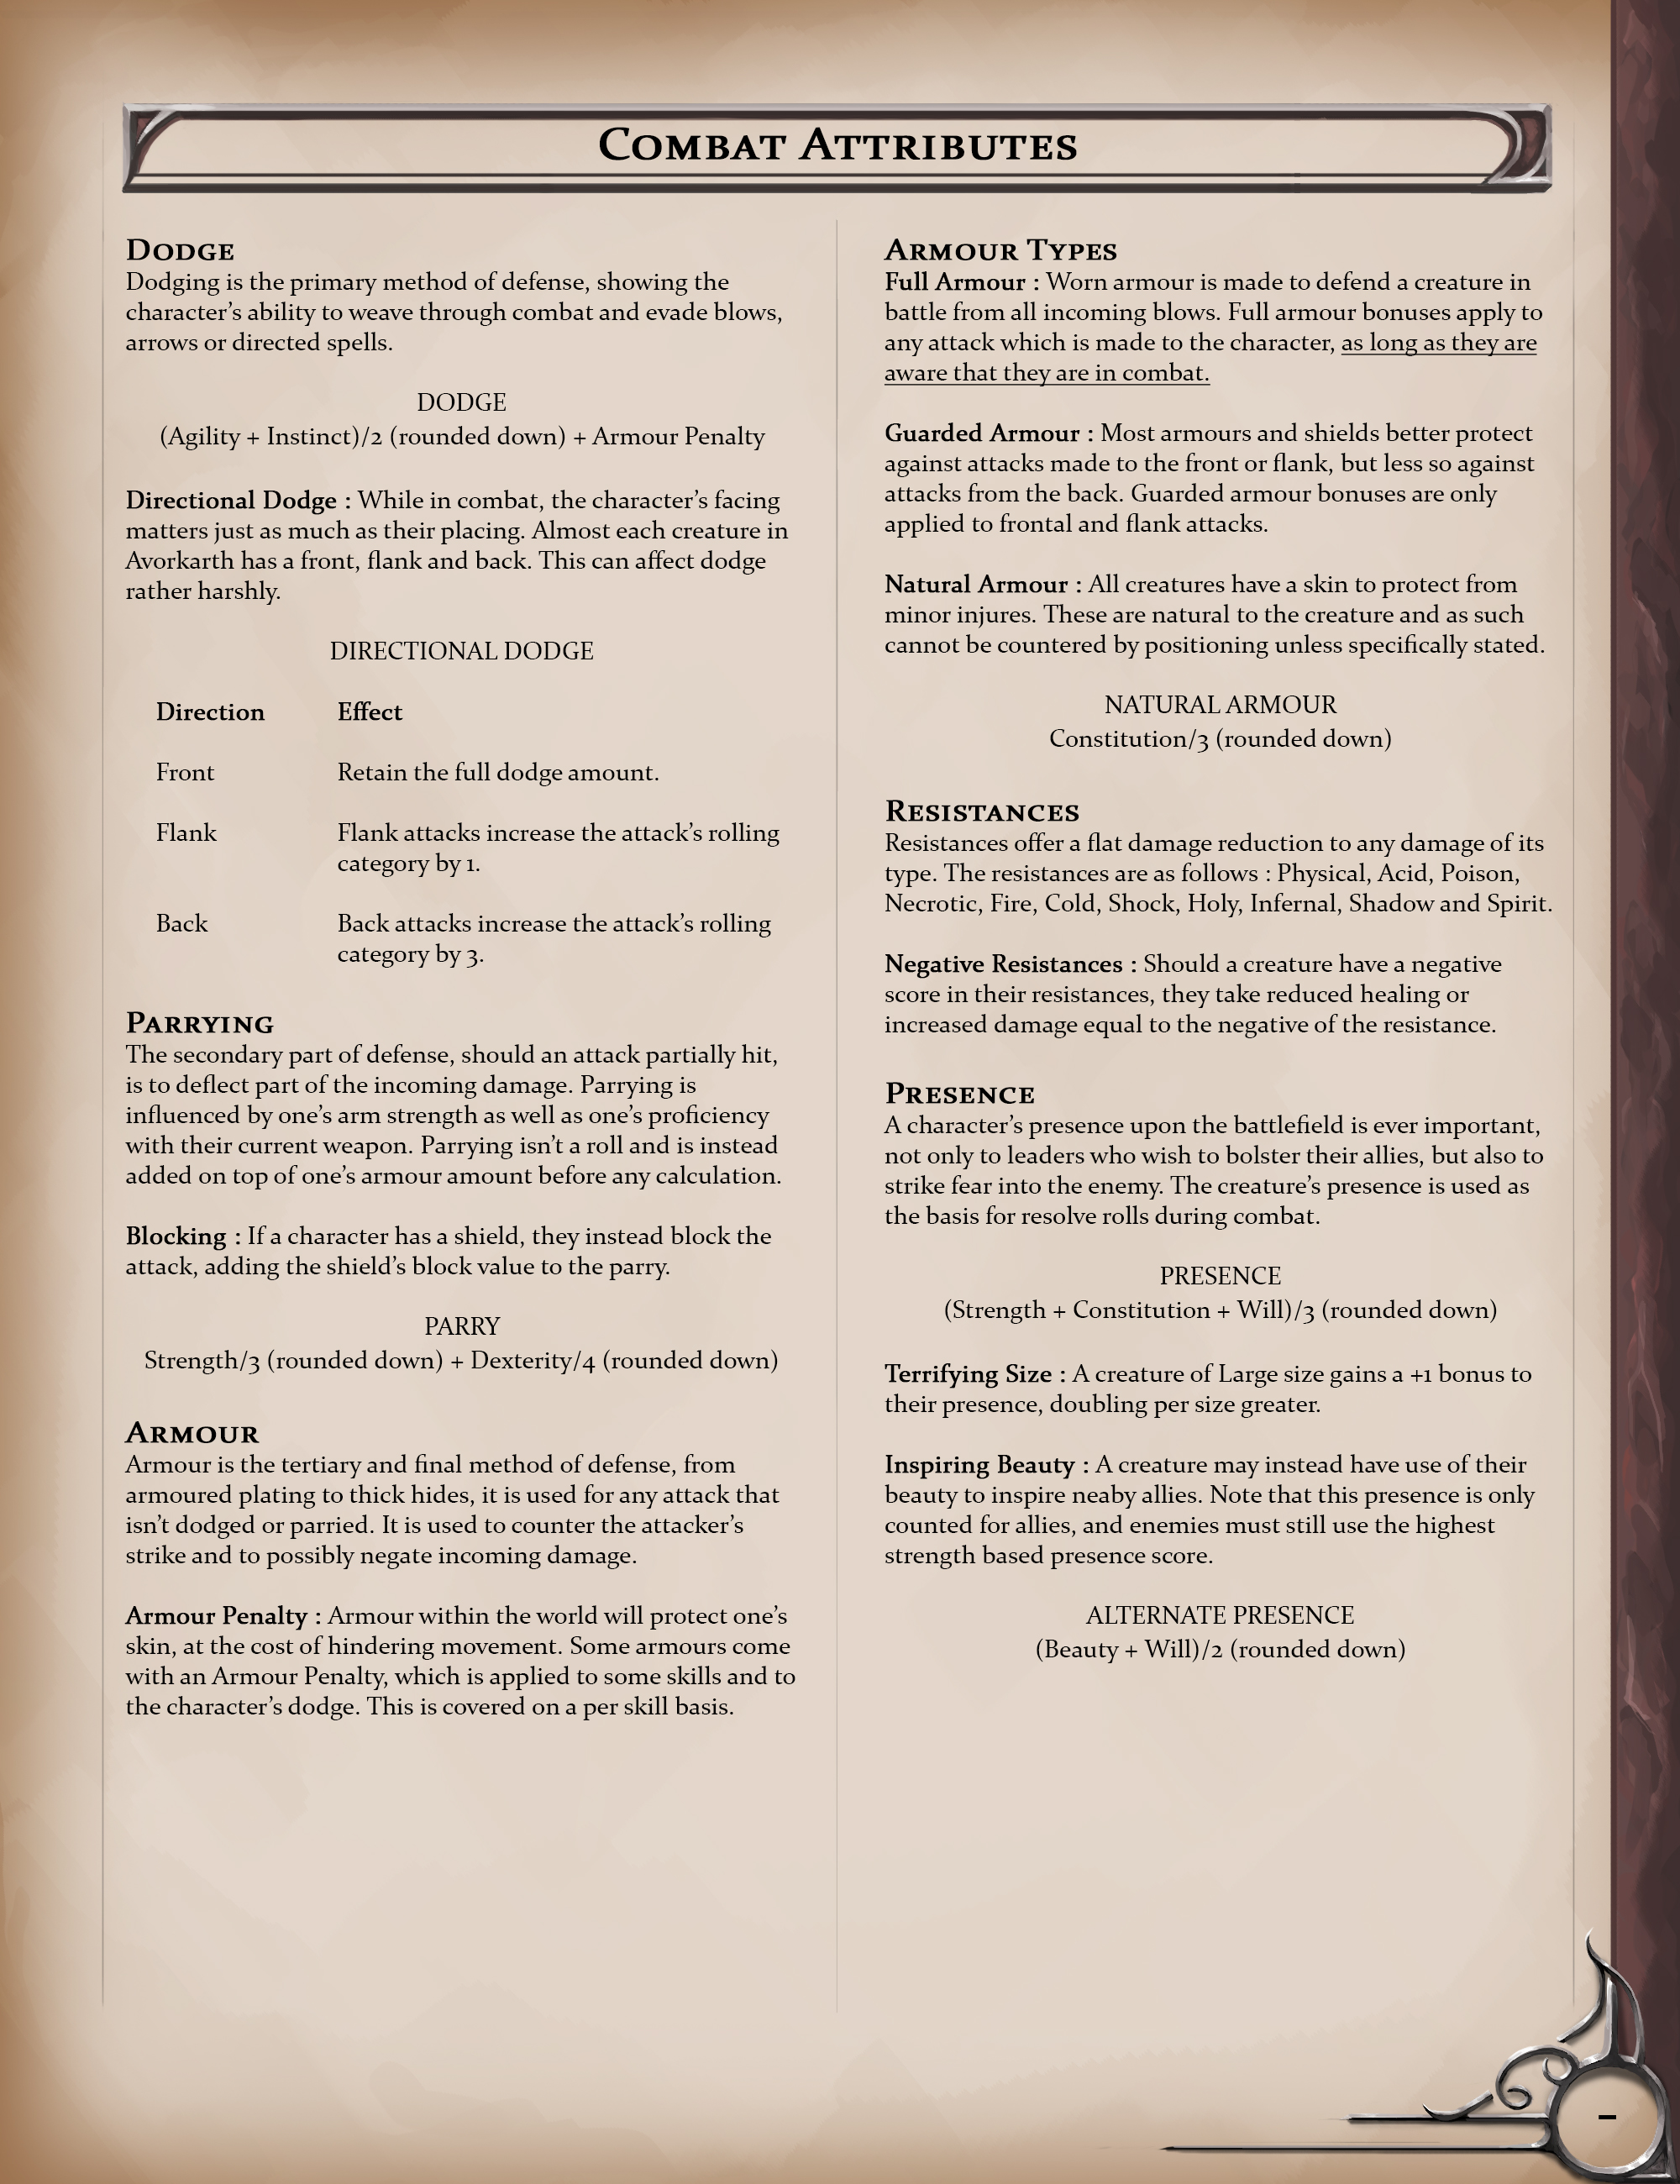 Combat Attributes
Dodge
Dodging is the primary method of defense, showing the
character's ability to weave through combat and evade blows,
arrows or directed spells.
DODGE
(Agility + Instinct)/2 (rounded down) + Armour Penalty
Directional Dodge : While in combat, the character's facing
matters just as much as their placing. Almost each creature in
Avorkarth has a front, flank and back. This can affect dodge
rather harshly.
DIRECTIONAL DODGE
Direction Effect
Front Retain the full dodge amount.
Flank Flank attacks increase the attack's rolling
category by 1.
Back Back attacks increase the attack's rolling
category by 3.
Parrying
The secondary part of defense, should an attack partially hit,
is to deflect part of the incoming damage. Parrying is
influenced by one's arm strength as well as one's proficiency
with their current weapon. Parrying isn't a roll and is instead
added on top of one's armour amount before any calculation.
Blocking : If a character has a shield, they instead block the
attack, adding the shield's block value to the parry.
PARRY
Strength/3 (rounded down) + Dexterity/4 (rounded down)
Armour
Armour is the tertiary and final method of defense, from
armoured plating to thick hides, it is used for any attack that
isn't dodged or parried. It is used to counter the attacker's
strike and to possibly negate incoming damage.
Armour Penalty : Armour within the world will protect one's
skin, at the cost of hindering movement. Some armours come
with an Armour Penalty, which is applied to some skills and to
the character's dodge. This is covered on a per skill basis.
Armour Types
Full Armour : Worn armour is made to defend a creature in
battle from all incoming blows. Full armour bonuses apply to
any attack which is made to the character, as long as they are
aware that they are in combat.
Guarded Armour : Most armours and shields better protect
against attacks made to the front or flank, but less so against
attacks from the back. Guarded armour bonuses are only
applied to frontal and flank attacks.
Natural Armour : All creatures have a skin to protect from
minor injures. These are natural to the creature and as such
cannot be countered by positioning unless specifically stated.
NATURAL ARMOUR
Constitution/3 (rounded down)
Resistances
Resistances offer a flat damage reduction to any damage of its
type. The resistances are as follows : Physical, Acid, Poison,
Necrotic, Fire, Cold, Shock, Holy, Infernal, Shadow and Spirit.
Negative Resistances : Should a creature have a negative
score in their resistances, they take reduced healing or
increased damage equal to the negative of the resistance.
Presence
A character's presence upon the battlefield is ever important,
not only to leaders who wish to bolster their allies, but also to
strike fear into the enemy. The creature's presence is used as
the basis for resolve rolls during combat.
PRESENCE
(Strength + Constitution + Will)/3 (rounded down)
Terrifying Size : A creature of Large size gains a +1 bonus to
their presence, doubling per size greater.
Inspiring Beauty : A creature may instead have use of their
beauty to inspire neaby allies. Note that this presence is only
counted for allies, and enemies must still use the highest
strength based presence score.
ALTERNATE PRESENCE
(Beauty + Will)/2 (rounded down)
-